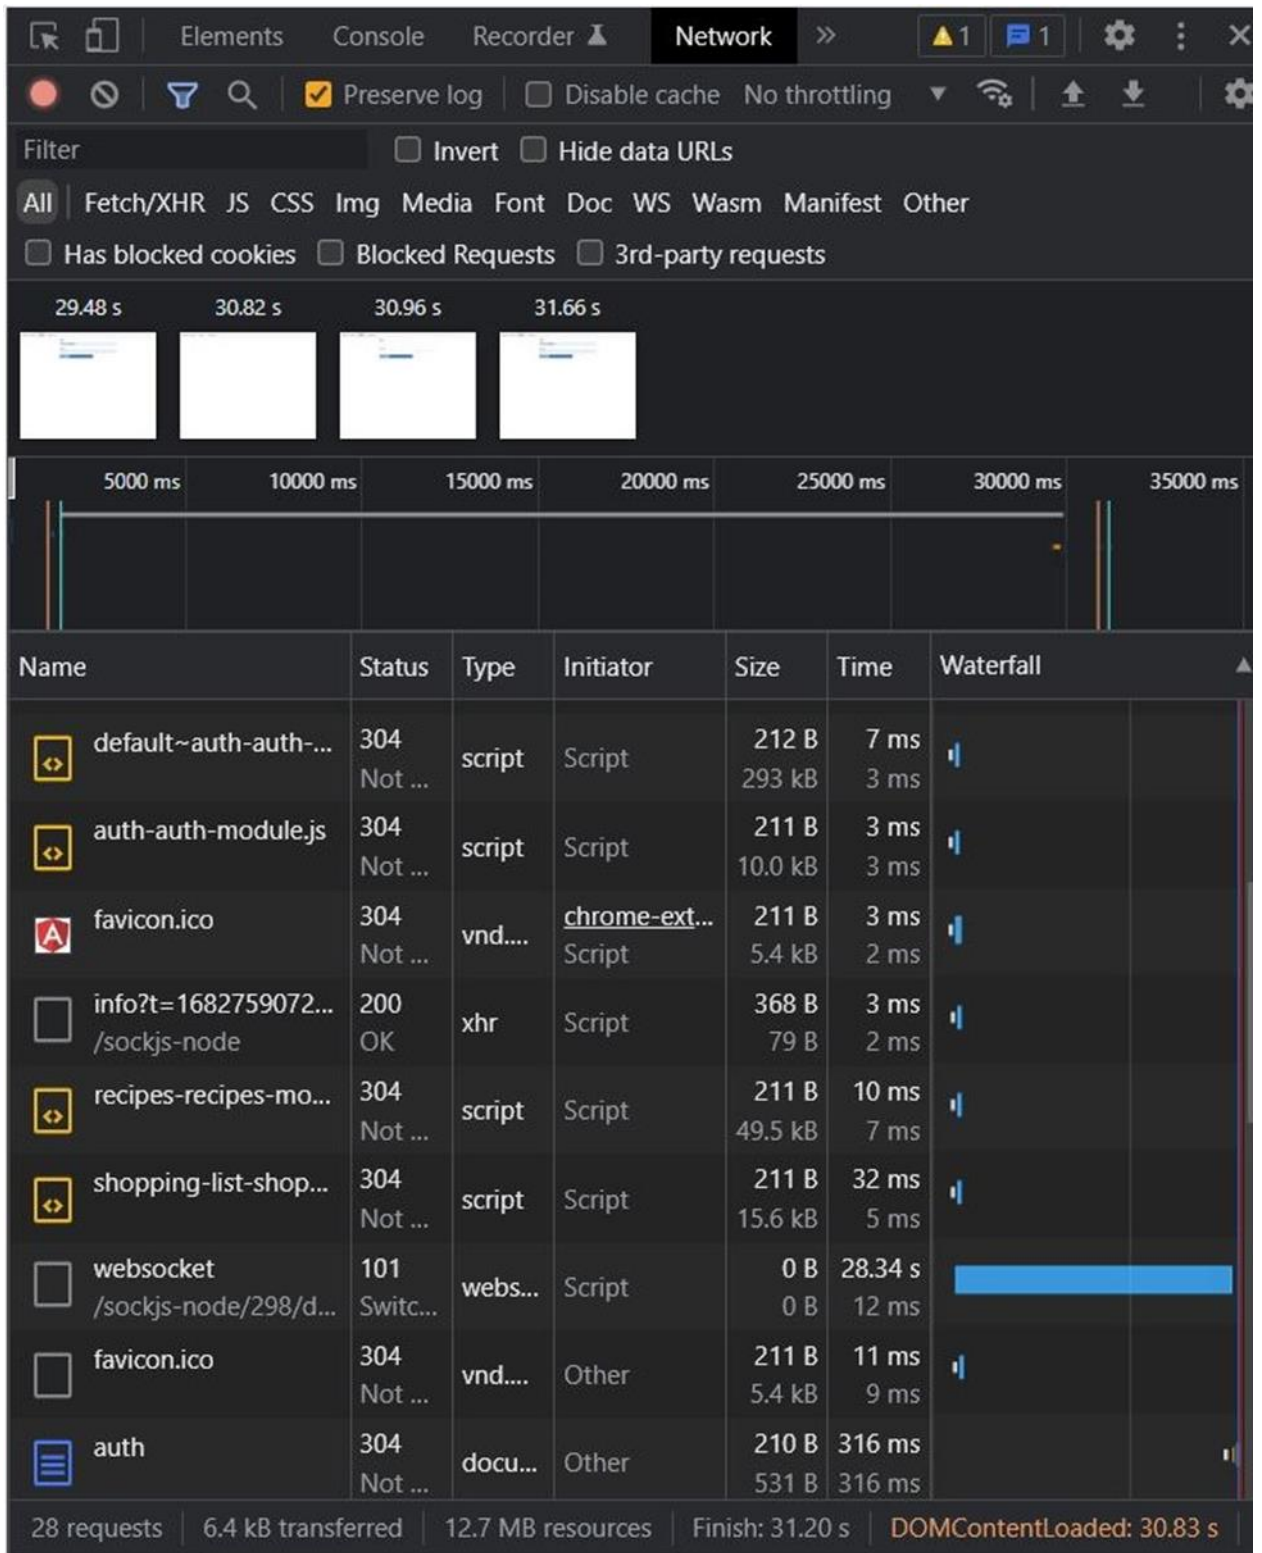 Elements Console Recorder Network 1 1
Preserve log Disable cache No throttling
Filter Invert Hide data URLs
All Fetch/XHR JS CSS Img Media Font Doc WS Wasm Manifest Other
Has blocked cookies Blocked Requests 3rd-party requests
29.48 s 30.82 s 30.96 s 31.66 s
5000 ms 10000 ms 15000 ms 20000 ms 25000 ms 30000 ms 35000 ms
Name Status Type Initiator Size Time Waterfall
default~auth-auth-... 304 script Script 212 B 7 ms
Not ... 293 kB 3 ms
auth-auth-module.js 304 script Script 211 B 3 ms
Not ... 10.0 kB 3 ms
favicon.ico 304 vnd.... chrome-ext... 211 B 3 ms
Not ... Script 5.4 kB 2 ms
info?t=1682759072... 200 xhr Script 368 B 3 ms
/sockjs-node OK 79 B 2 ms
recipes-recipes-mo... 304 script Script 211 B 10 ms
Not ... 49.5 kB 7 ms
shopping-list-shop... 304 script Script 211 B 32 ms
Not ... 15.6 kB 5 ms
websocket 101 webs... Script 0 B 28.34 s
/sockjs-node/298/d... Switc... 0 B 12 ms
favicon.ico 304 vnd.... Other 211 B 11 ms
Not ... 5.4 kB 9 ms
auth 304 docu... Other 210 B 316 ms
Not ... 531 B 316 ms
28 requests 6.4 kB transferred 12.7 MB resources Finish: 31.20 s DOMContentLoaded: 30.83 s